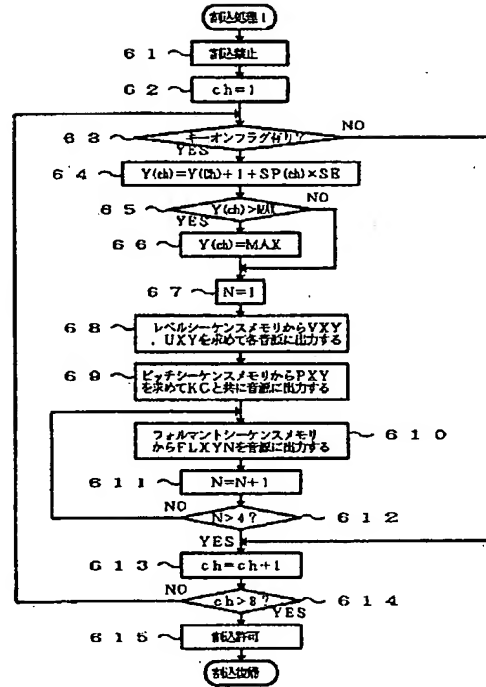 割込処理1
61
割込禁止
62
ch=1
63
キーオンフラグ有り?
NO
YES
64
Y(ch)=Y(Ch)+1+SP(ch)×SE
65
Y(ch)>MAX
NO
YES
66
Y(ch)=MAX
67
N=1
68
レベルシーケンスメモリからVXY
,UXYを求めて各音源に出力する
69
ピッチシーケンスメモリからPXY
を求めてKCと共に音源に出力する
フォルマントシーケンスメモリ
からFLXYNを音源に出力する
610
611
N=N+1
NO
N>4?
612
YES
613
ch=ch+1
NO
ch>8?
614
YES
615
割込許可
割込復帰